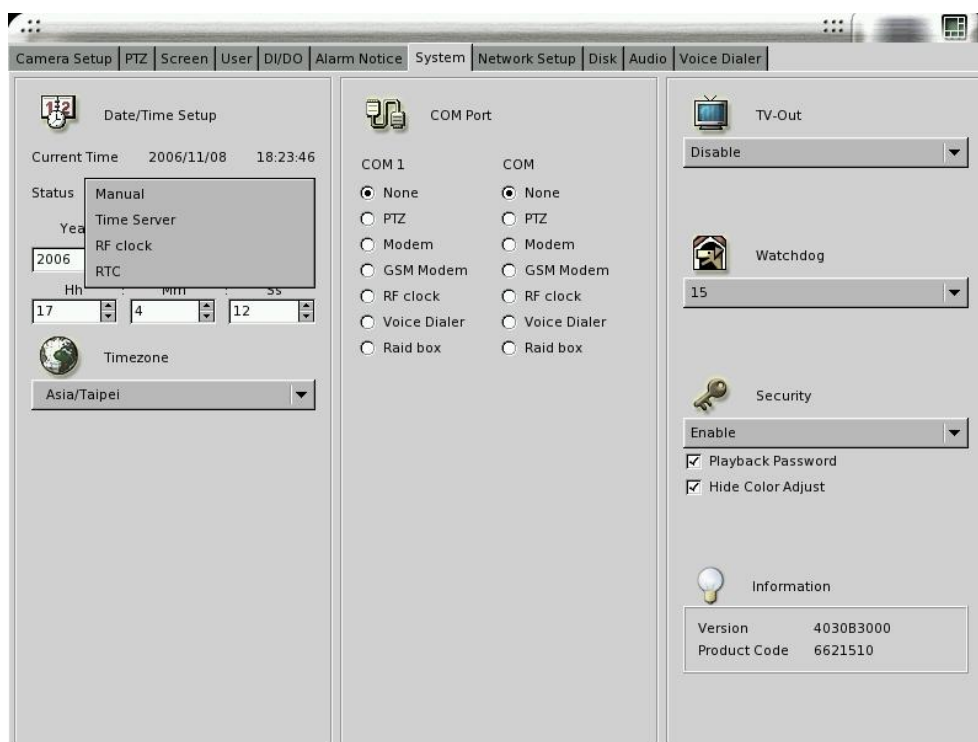 Camera Setup PTZ Screen User DI/DO Alarm Notice System Network Setup Disk Audio Voice Dialer
Date/Time Setup
Current Time 2006/11/08 18:23:46
Status
Manual
Time Server
RF clock
RTC
Yea
2006
Hh : Mm : Ss
17 4 12
Timezone
Asia/Taipei
COM Port
COM 1 COM
None None
PTZ PTZ
Modem Modem
GSM Modem GSM Modem
RF clock RF clock
Voice Dialer Voice Dialer
Raid box Raid box
TV-Out
Disable
Watchdog
15
Security
Enable
Playback Password
Hide Color Adjust
Information
Version 4030B3000
Product Code 6621510